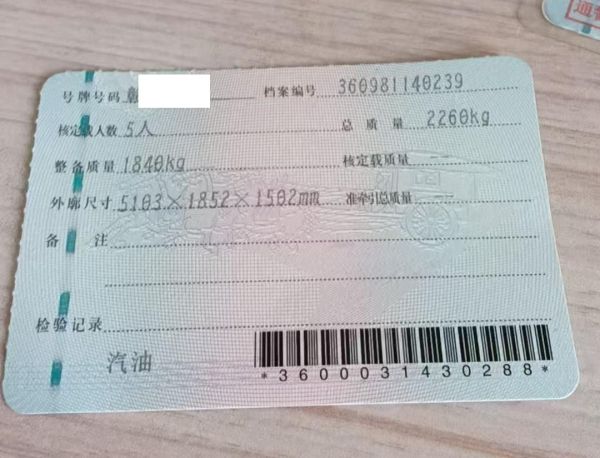 号牌号码 档案编号 360981140239
核定载人数 5人 总质量 2260kg
整备质量 1840kg 核定载质量 --
外廓尺寸 5103×1852×1502mm 准牵引总质量 --
备注
检验记录
汽油
*3600031430288*